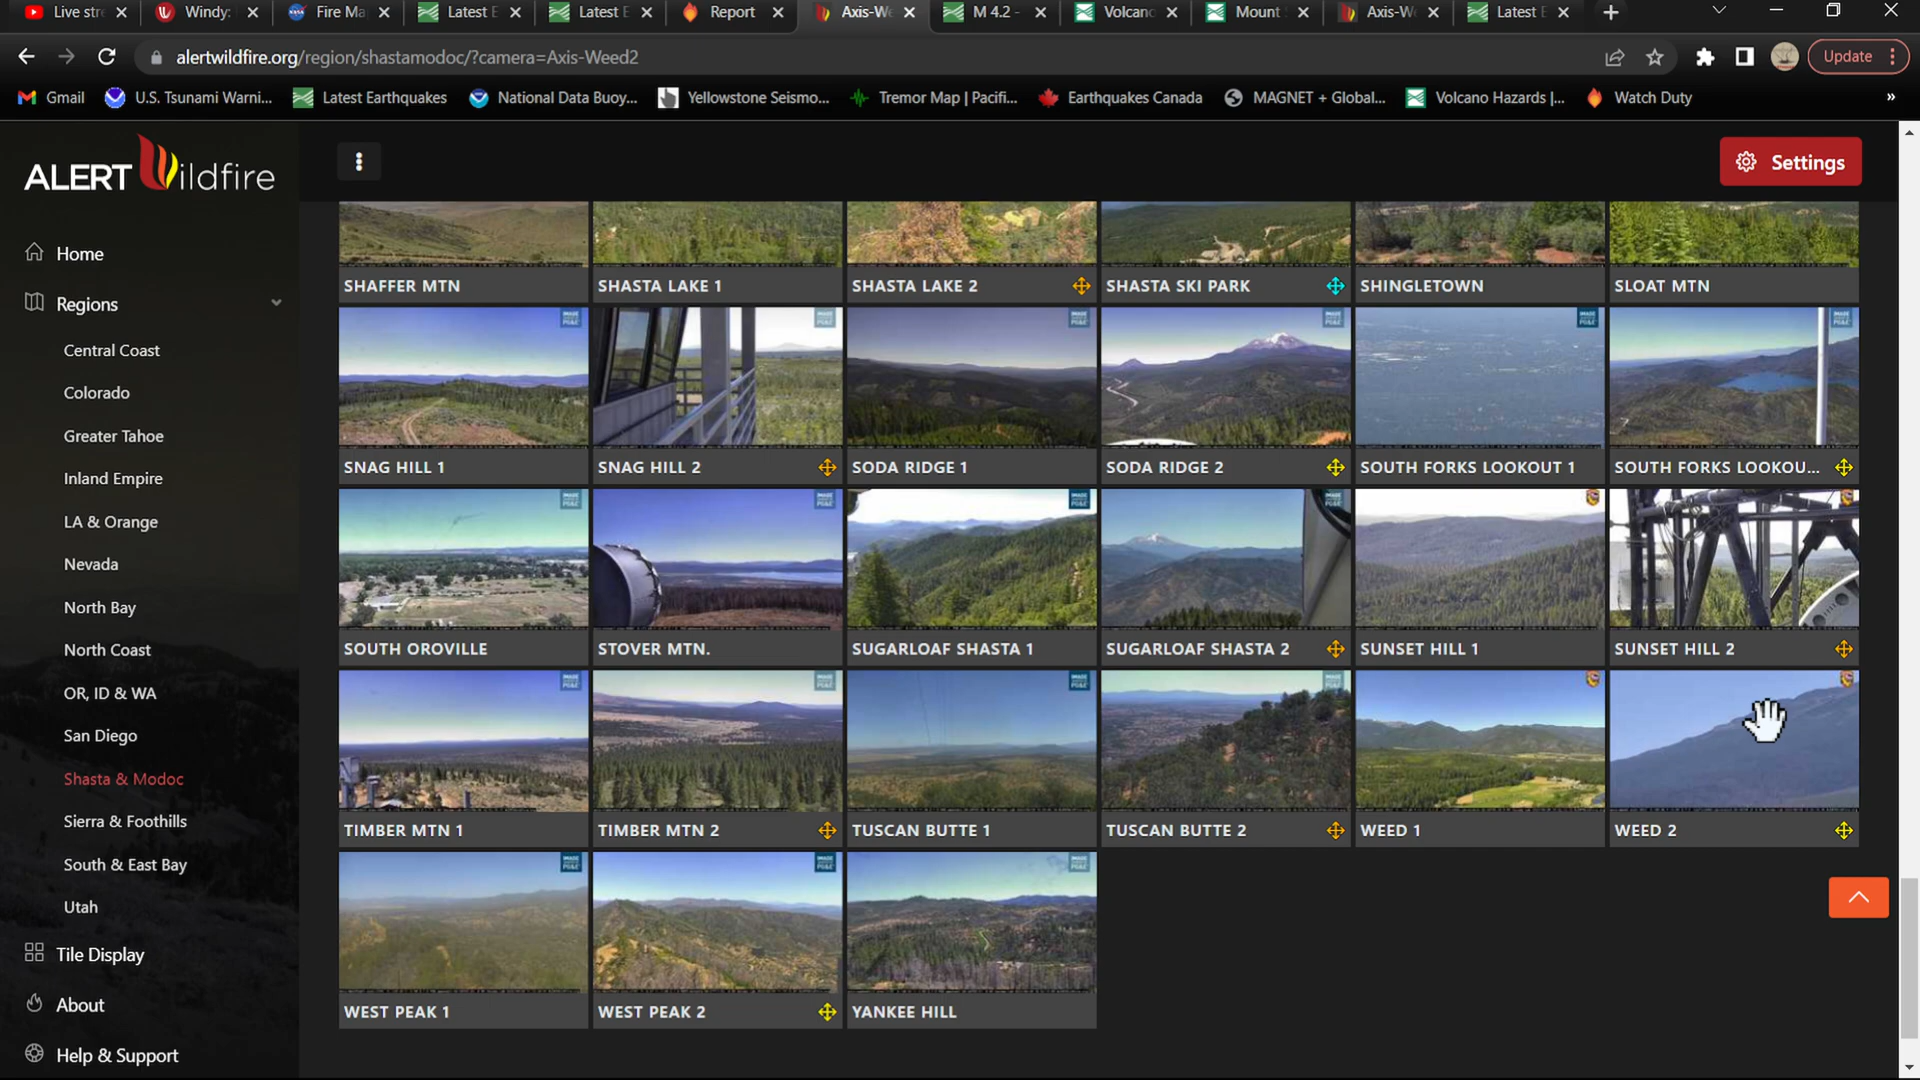 Live stre
Windy:
Fire Ma
Latest E
Latest E
Report
Axis-We
M 4.2 -
Volcano
Mount
Axis-We
Latest E
alertwildfire.org/region/shastamodoc/?camera=Axis-Weed2
Update
Gmail
U.S. Tsunami Warni...
Latest Earthquakes
National Data Buoy...
Yellowstone Seismo...
Tremor Map | Pacifi...
Earthquakes Canada
MAGNET + Global...
Volcano Hazards |...
Watch Duty
»
ALERT Wildfire
Settings
Home
Regions
Central Coast
Colorado
Greater Tahoe
Inland Empire
LA & Orange
Nevada
North Bay
North Coast
OR, ID & WA
San Diego
Shasta & Modoc
Sierra & Foothills
South & East Bay
Utah
Tile Display
About
Help & Support
SHAFFER MTN
SHASTA LAKE 1
SHASTA LAKE 2
SHASTA SKI PARK
SHINGLETOWN
SLOAT MTN
SNAG HILL 1
SNAG HILL 2
SODA RIDGE 1
SODA RIDGE 2
SOUTH FORKS LOOKOUT 1
SOUTH FORKS LOOKOU...
SOUTH OROVILLE
STOVER MTN.
SUGARLOAF SHASTA 1
SUGARLOAF SHASTA 2
SUNSET HILL 1
SUNSET HILL 2
TIMBER MTN 1
TIMBER MTN 2
TUSCAN BUTTE 1
TUSCAN BUTTE 2
WEED 1
WEED 2
WEST PEAK 1
WEST PEAK 2
YANKEE HILL